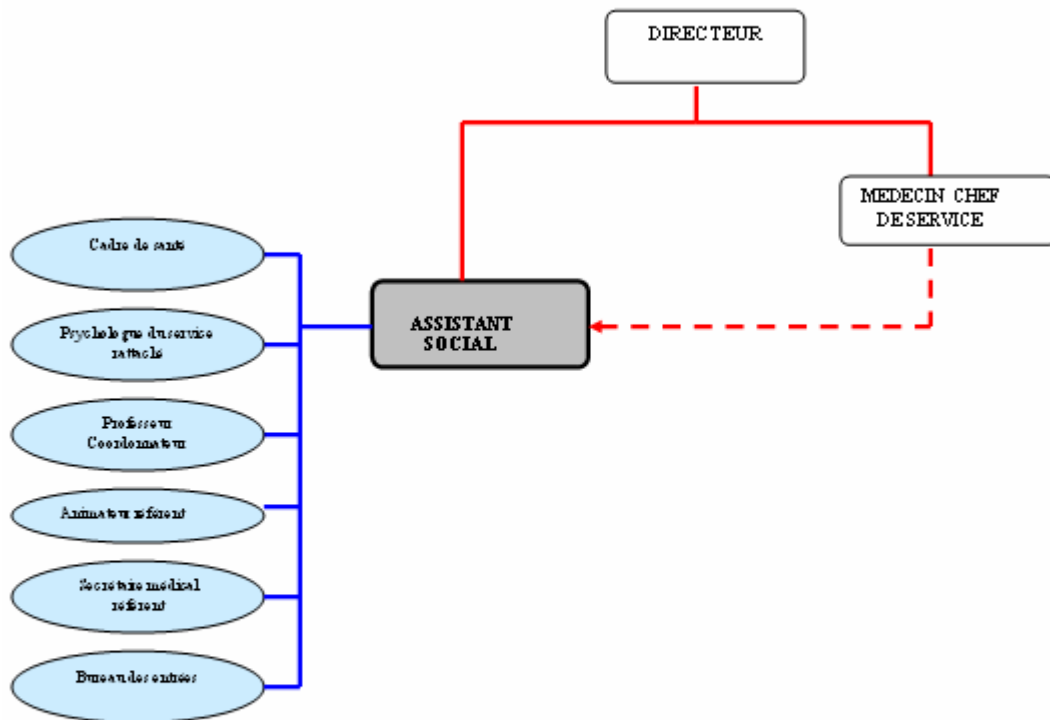 DIRECTEUR
MEDECIN CHEF
DE SERVICE
Cadre de santé
ASSISTANT
SOCIAL
Psychologue du service
rattaché
Professeur
Coordonnateur
Animateur référent
Secrétaire médical
référent
Bureau des entrées